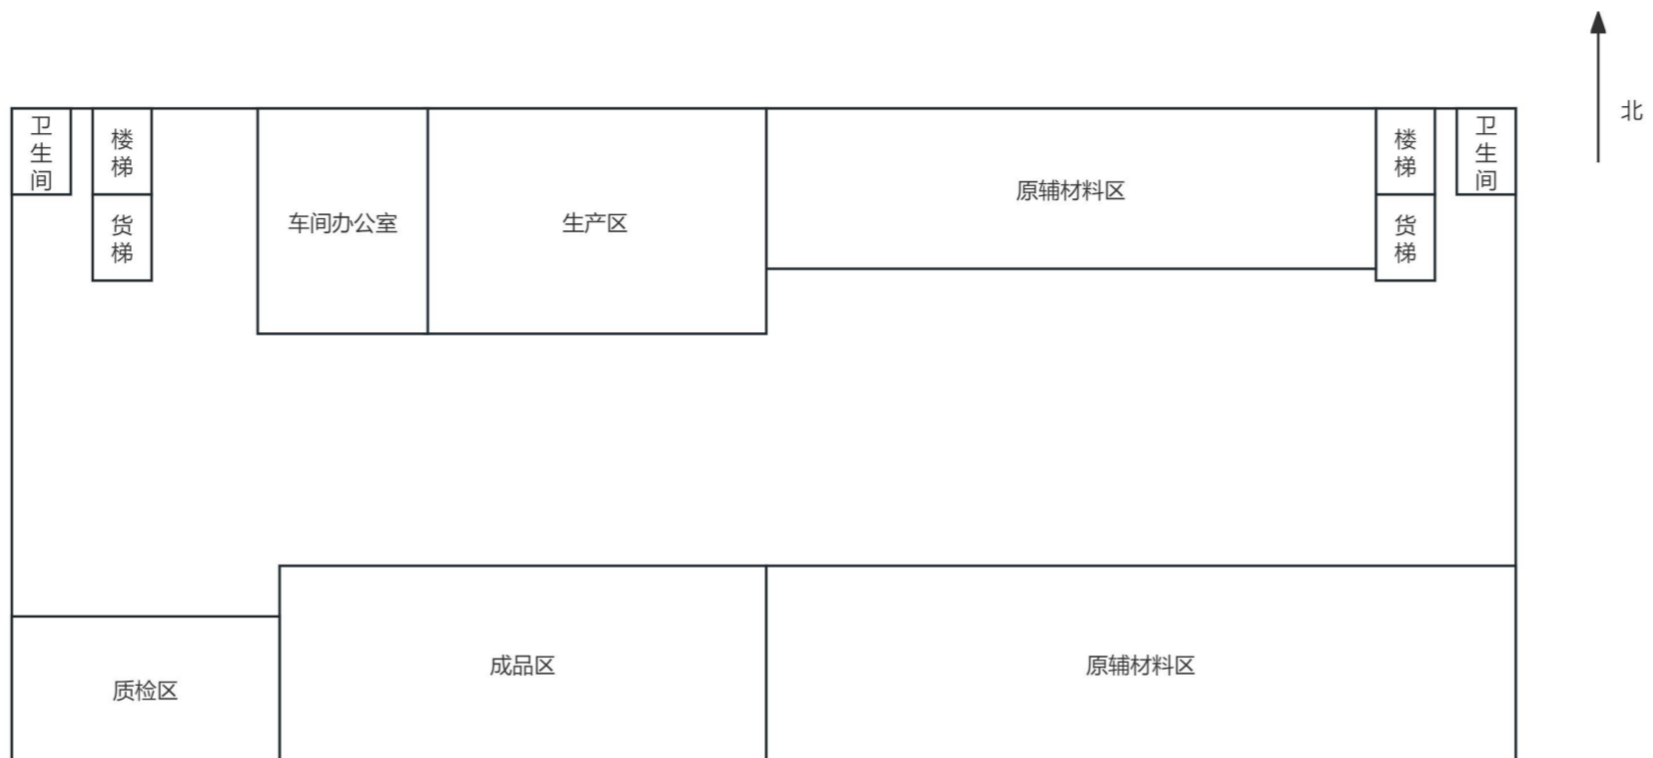 北
卫生间
楼梯
货梯
车间办公室
生产区
原辅材料区
楼梯
货梯
卫生间
质检区
成品区
原辅材料区